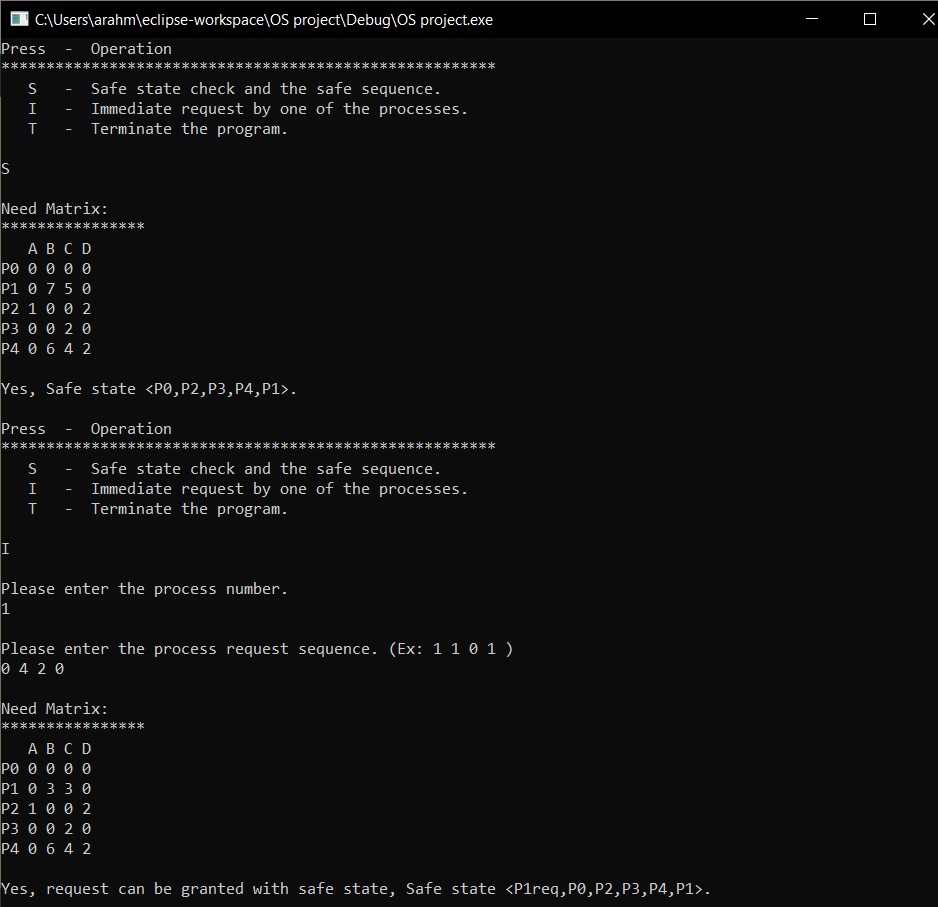 C:\Users\arahm\eclipse-workspace\OS project\Debug\OS project.exe
Press  -  Operation
*******************************************************
   S   -  Safe state check and the safe sequence.
   I   -  Immediate request by one of the processes.
   T   -  Terminate the program.
S
Need Matrix:
****************
   A B C D
P0 0 0 0 0
P1 0 7 5 0
P2 1 0 0 2
P3 0 0 2 0
P4 0 6 4 2
Yes, Safe state <P0,P2,P3,P4,P1>.
Press  -  Operation
*******************************************************
   S   -  Safe state check and the safe sequence.
   I   -  Immediate request by one of the processes.
   T   -  Terminate the program.
I
Please enter the process number.
1
Please enter the process request sequence. (Ex: 1 1 0 1 )
0 4 2 0
Need Matrix:
****************
   A B C D
P0 0 0 0 0
P1 0 3 3 0
P2 1 0 0 2
P3 0 0 2 0
P4 0 6 4 2
Yes, request can be granted with safe state, Safe state <P1req,P0,P2,P3,P4,P1>.